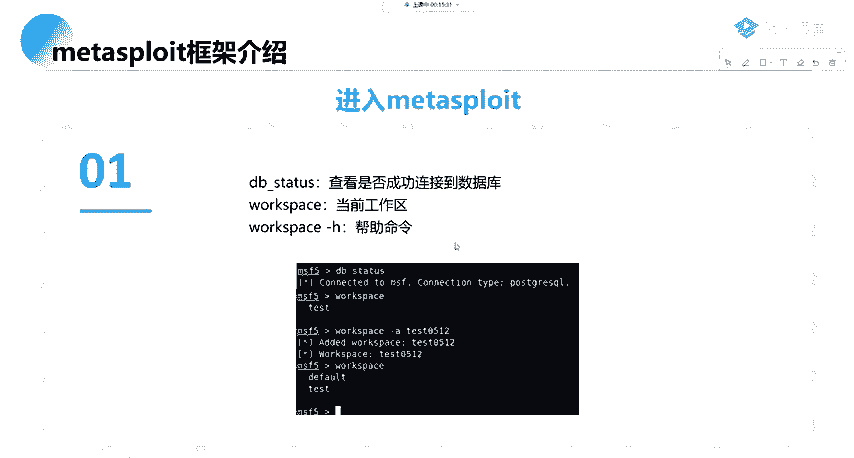 metasploit框架介绍
进入metasploit
01
db_status：查看是否成功连接到数据库
workspace：当前工作区
workspace -h：帮助命令
msf5 > db status
[*] Connected to msf. Connection type: postgresql.
msf5 > workspace
test
msf5 > workspace -a test0512
[*] Added workspace: test0512
[*] Workspace: test0512
msf5 > workspace
default
test
msf5 >